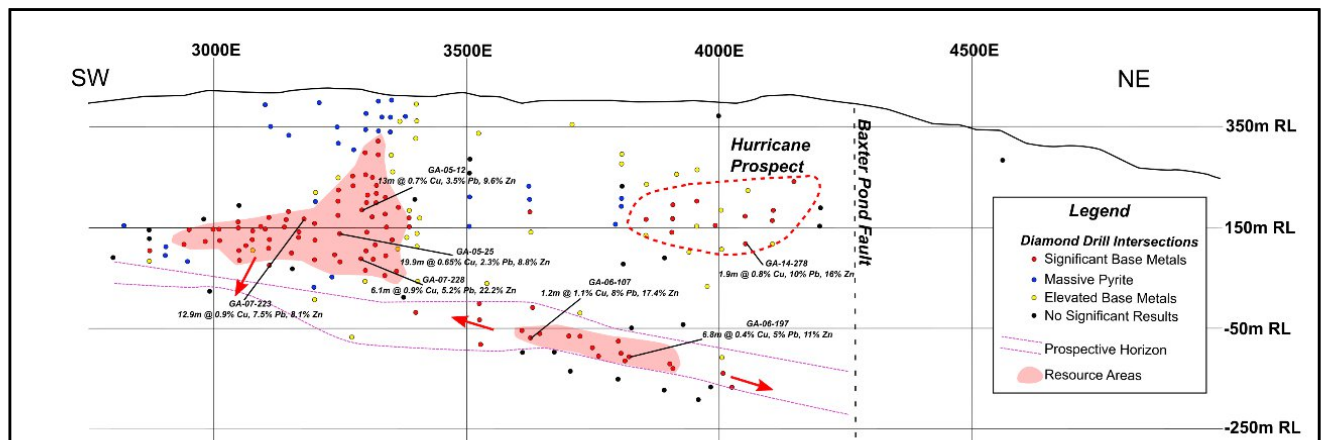 3000E
3500E
4000E
4500E
SW
NE
350m RL
Hurricane
Prospect
Baxter Pond Fault
GA-05-12
13m @ 0.7% Cu, 3.5% Pb, 9.6% Zn
150m RL
GA-05-25
19.9m @ 0.65% Cu, 2.3% Pb, 8.8% Zn
GA-14-278
1.9m @ 0.8% Cu, 10% Pb, 16% Zn
GA-07-228
6.1m @ 0.9% Cu, 5.2% Pb, 22.2% Zn
GA-06-107
1.2m @ 1.1% Cu, 8% Pb, 17.4% Zn
GA-07-223
12.9m @ 0.9% Cu, 7.5% Pb, 8.1% Zn
GA-06-197
6.8m @ 0.4% Cu, 5% Pb, 11% Zn
-50m RL
-250m RL
Legend
Diamond Drill Intersections
Significant Base Metals
Massive Pyrite
Elevated Base Metals
No Significant Results
Prospective Horizon
Resource Areas